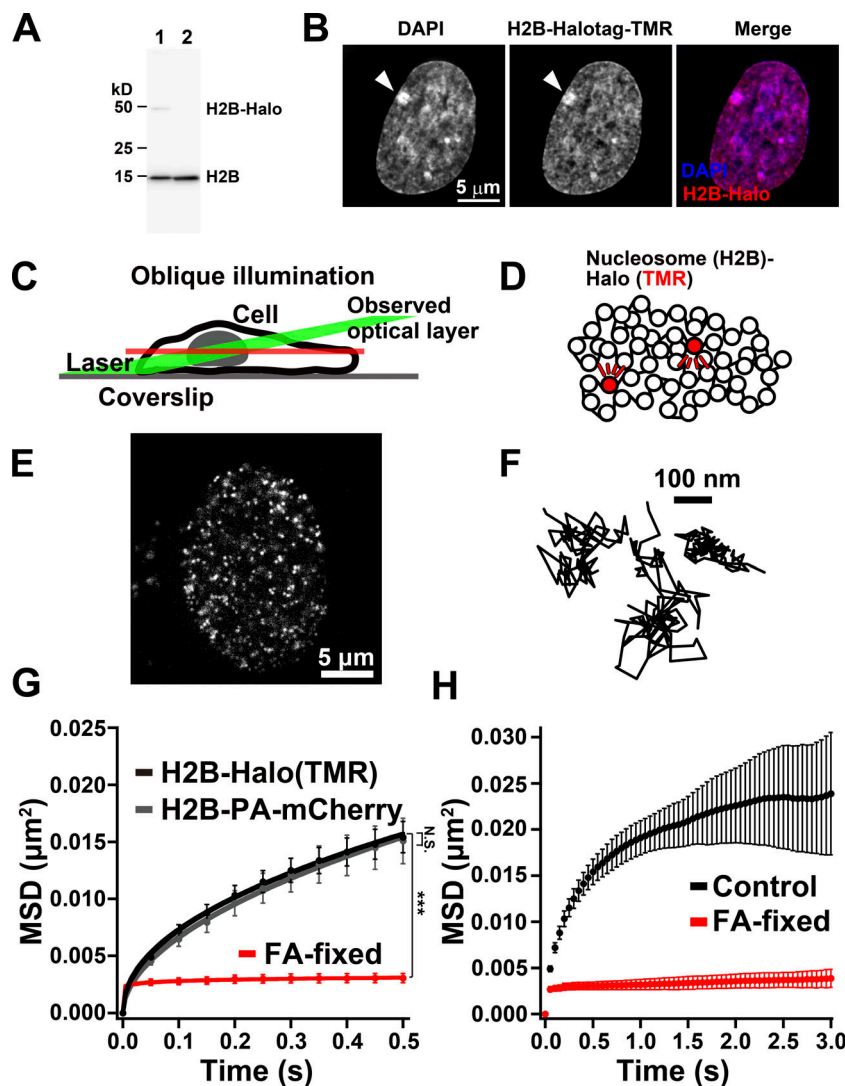 A
1 2
kD
50
H2B-Halo
25
15
H2B
B
DAPI
H2B-Halotag-TMR
Merge
5 μm
DAPI
H2B-Halo
C
Oblique illumination
Cell
Observed
optical layer
Laser
Coverslip
D
Nucleosome (H2B)-
Halo (TMR)
E
5 μm
F
100 nm
G
0.025
0.020
0.015
0.010
0.005
0.000
MSD (μm²)
H2B-Halo(TMR)
H2B-PA-mCherry
N.S.
***
FA-fixed
0.0 0.1 0.2 0.3 0.4 0.5
Time (s)
H
0.030
0.025
0.020
0.015
0.010
0.005
0.000
MSD (μm²)
Control
FA-fixed
0.0 0.5 1.0 1.5 2.0 2.5 3.0
Time (s)